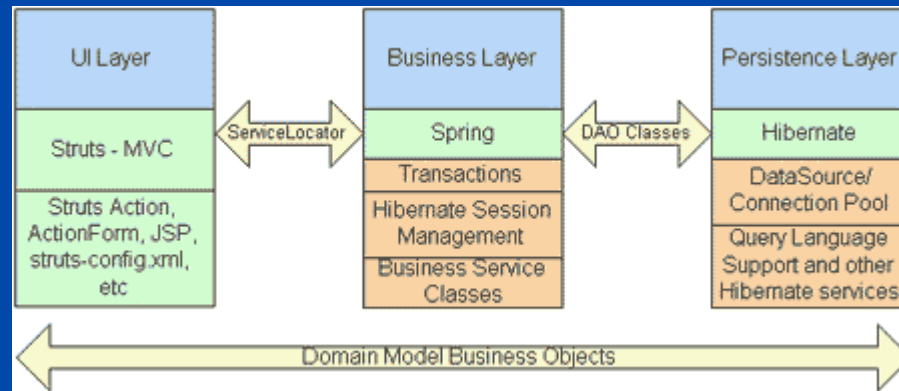 UI Layer
Struts - MVC
Struts Action,
ActionForm, JSP,
struts-config.xml,
etc
ServiceLocator
Business Layer
Spring
Transactions
Hibernate Session
Management
Business Service
Classes
DAO Classes
Persistence Layer
Hibernate
DataSource/
Connection Pool
Query Language
Support and other
Hibernate services
Domain Model Business Objects